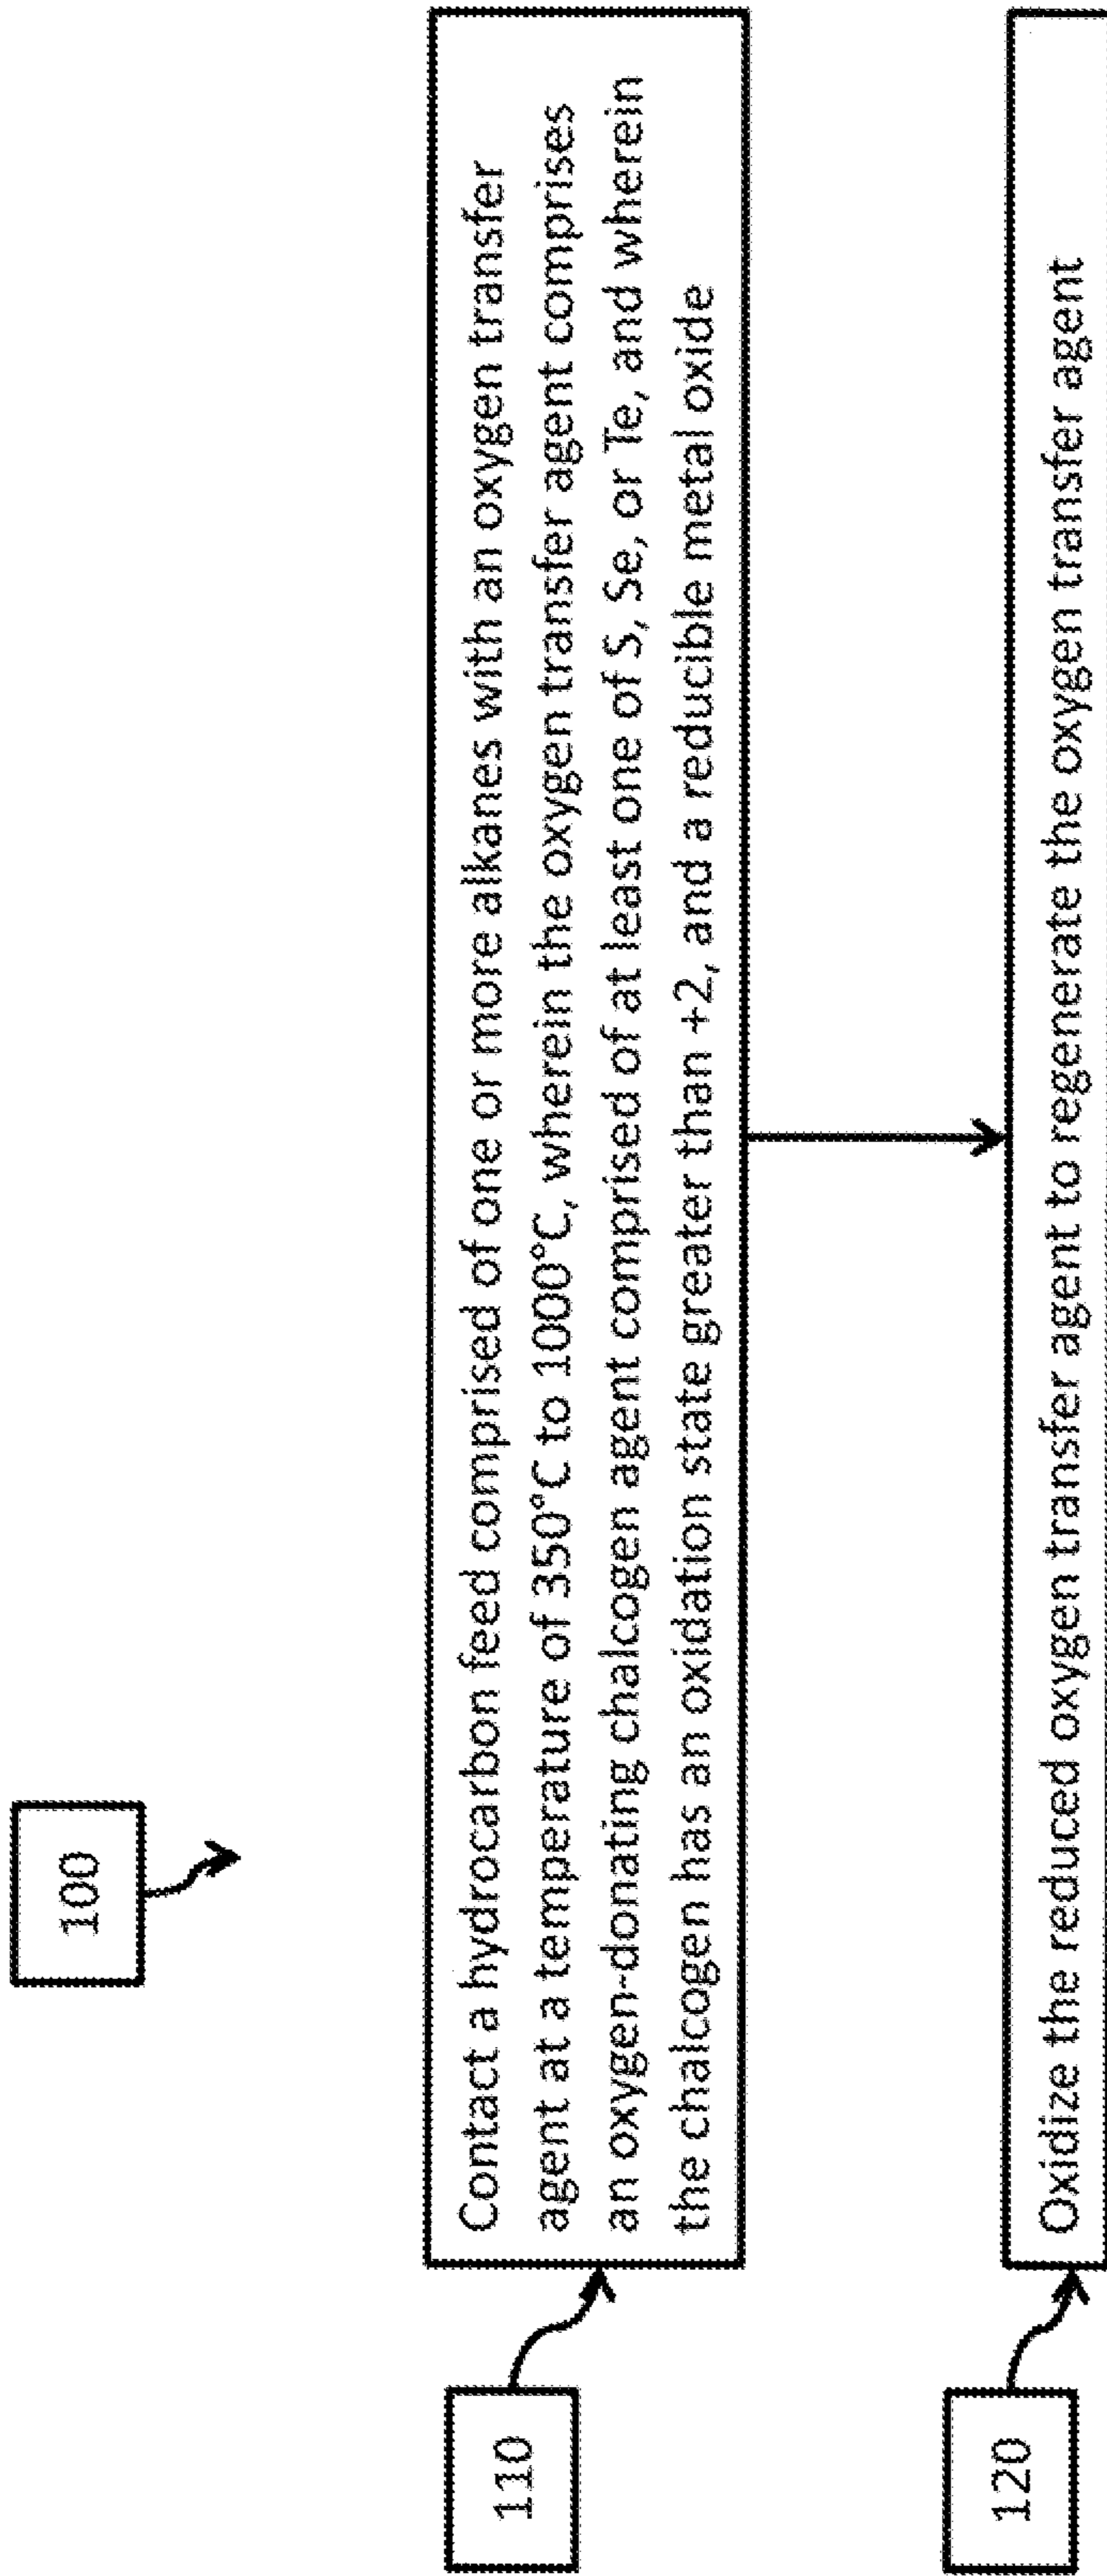 100
110
Contact a hydrocarbon feed comprised of one or more alkanes with an oxygen transfer
agent at a temperature of 350°C to 1000°C, wherein the oxygen transfer agent comprises
an oxygen-donating chalcogen agent comprised of at least one of S, Se, or Te, and wherein
the chalcogen has an oxidation state greater than +2, and a reducible metal oxide
120
Oxidize the reduced oxygen transfer agent to regenerate the oxygen transfer agent